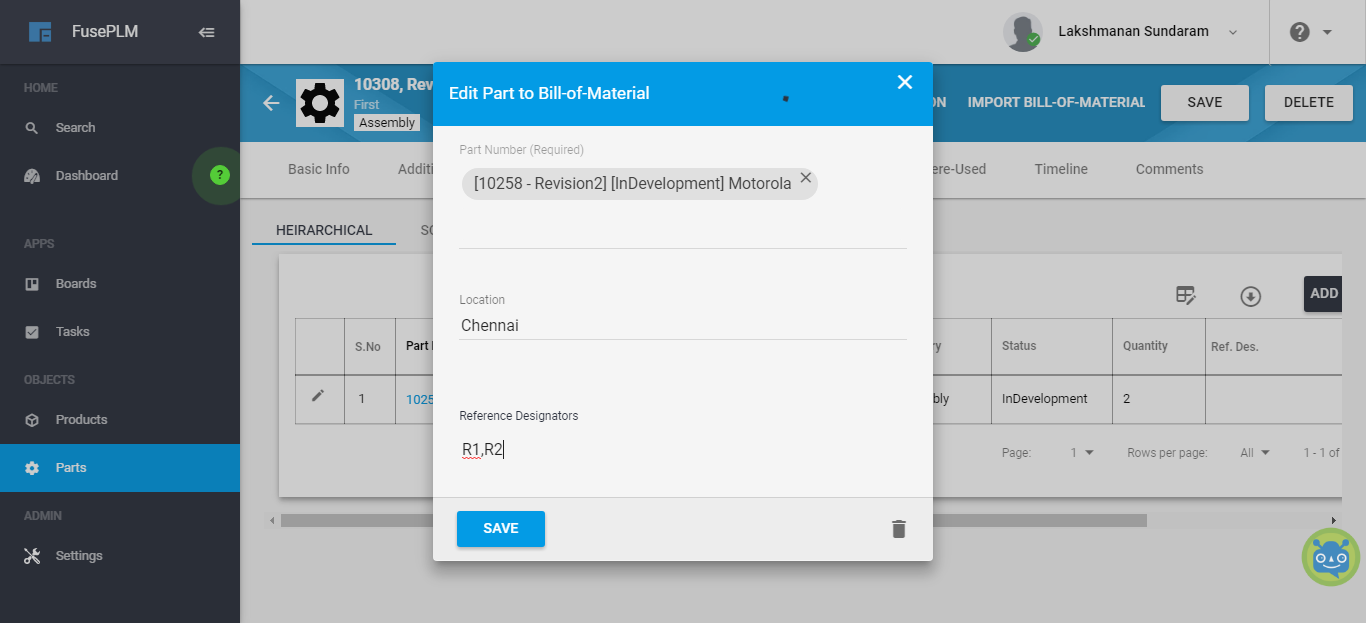 FusePLM
Lakshmanan Sundaram
?
HOME
Search
Dashboard
?
APPS
Boards
Tasks
OBJECTS
Products
Parts
ADMIN
Settings
10308, Rev
First
Assembly
ON
IMPORT BILL-OF-MATERIAL
SAVE
DELETE
Basic Info
Additi
ere-Used
Timeline
Comments
HEIRARCHICAL
SO
ADD
S.No
Part
ry
Status
Quantity
Ref. Des.
1
1025
bly
InDevelopment
2
Page:
1
Rows per page:
All
1 - 1 of
Edit Part to Bill-of-Material
Part Number (Required)
[10258 - Revision2] [InDevelopment] Motorola
Location
Chennai
Reference Designators
R1,R2
SAVE